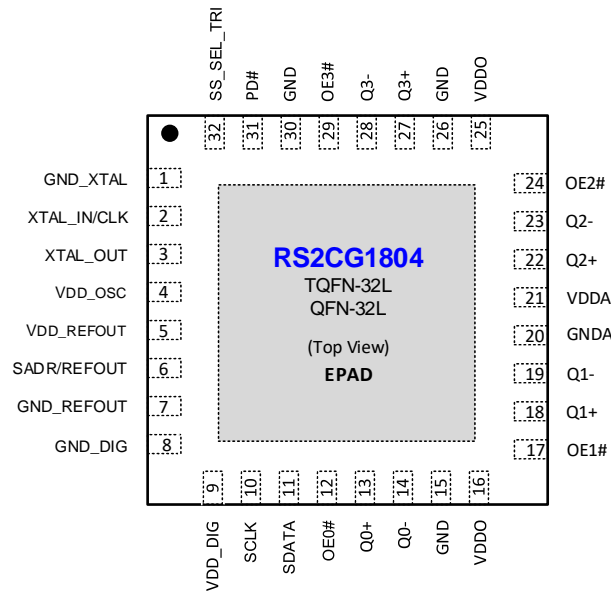 SS_SEL_TRI
PD#
GND
OE3#
Q3-
Q3+
GND
VDDO
32
31
30
29
28
27
26
25
GND_XTAL 1
XTAL_IN/CLK 2
XTAL_OUT 3
VDD_OSC 4
VDD_REFOUT 5
SADR/REFOUT 6
GND_REFOUT 7
GND_DIG 8
RS2CG1804
TQFN-32L
QFN-32L
(Top View)
EPAD
24 OE2#
23 Q2-
22 Q2+
21 VDDA
20 GNDA
19 Q1-
18 Q1+
17 OE1#
9
10
11
12
13
14
15
16
VDD_DIG
SCLK
SDATA
OE0#
Q0+
Q0-
GND
VDDO